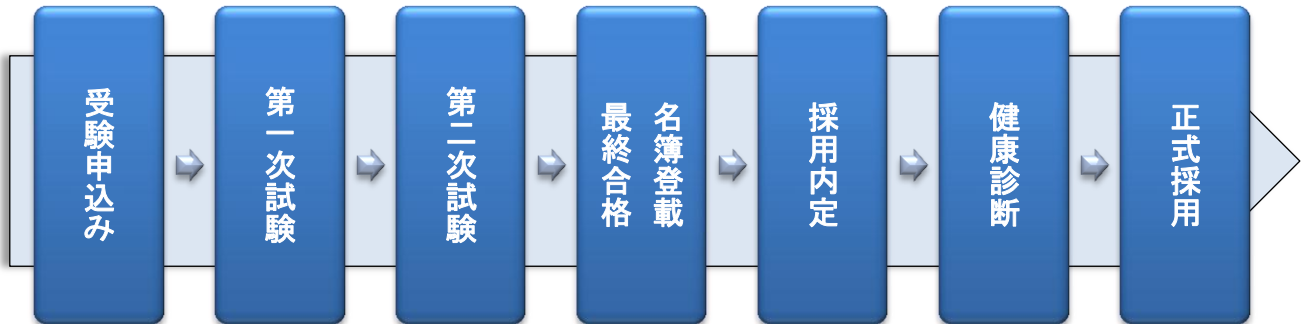 受験申込み
第一次試験
第二次試験
名簿登載
最終合格
採用内定
健康診断
正式採用